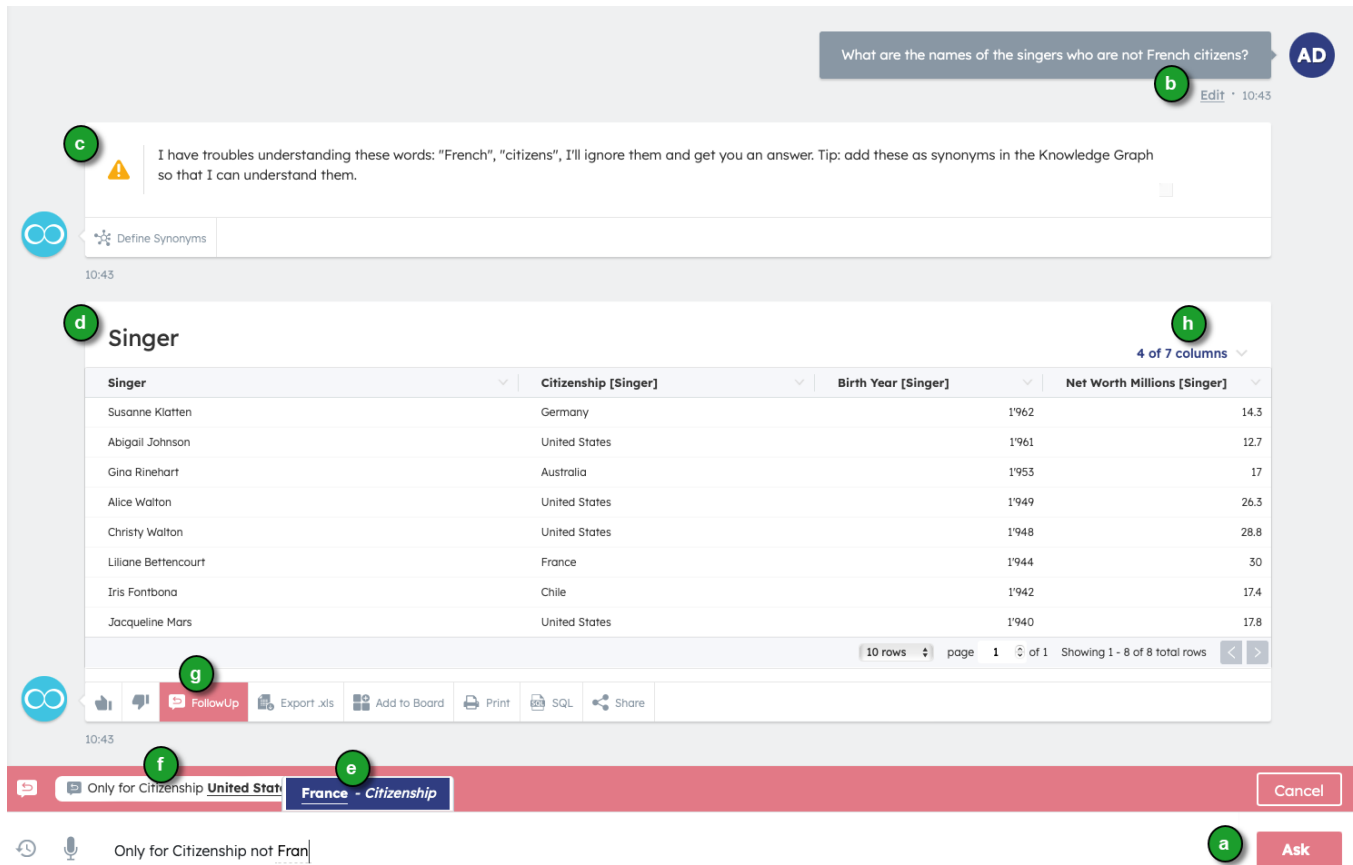 What are the names of the singers who are not French citizens?
AD
b
Edit · 10:43
c
I have troubles understanding these words: "French", "citizens", I'll ignore them and get you an answer. Tip: add these as synonyms in the Knowledge Graph
so that I can understand them.
Define Synonyms
10:43
d
Singer
h
4 of 7 columns
Singer Citizenship [Singer] Birth Year [Singer] Net Worth Millions [Singer]
Susanne Klatten Germany 1'962 14.3
Abigail Johnson United States 1'961 12.7
Gina Rinehart Australia 1'953 17
Alice Walton United States 1'949 26.3
Christy Walton United States 1'948 28.8
Liliane Bettencourt France 1'944 30
Iris Fontbona Chile 1'942 17.4
Jacqueline Mars United States 1'940 17.8
10 rows page 1 of 1 Showing 1 - 8 of 8 total rows < >
g
FollowUp Export .xls Add to Board Print SQL Share
10:43
f
e
Only for Citizenship United Stat France - Citizenship Cancel
Only for Citizenship not Fran
a
Ask